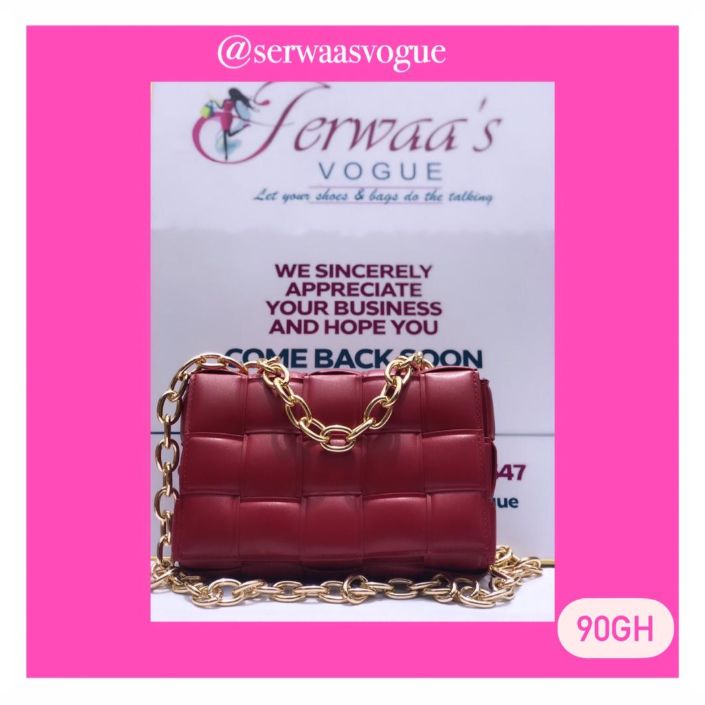 @serwaasvogue
Serwaa's
VOGUE
Let your shoes & bags do the talking
WE SINCERELY
APPRECIATE
YOUR BUSINESS
AND HOPE YOU
COME BACK SOON
47
90GH